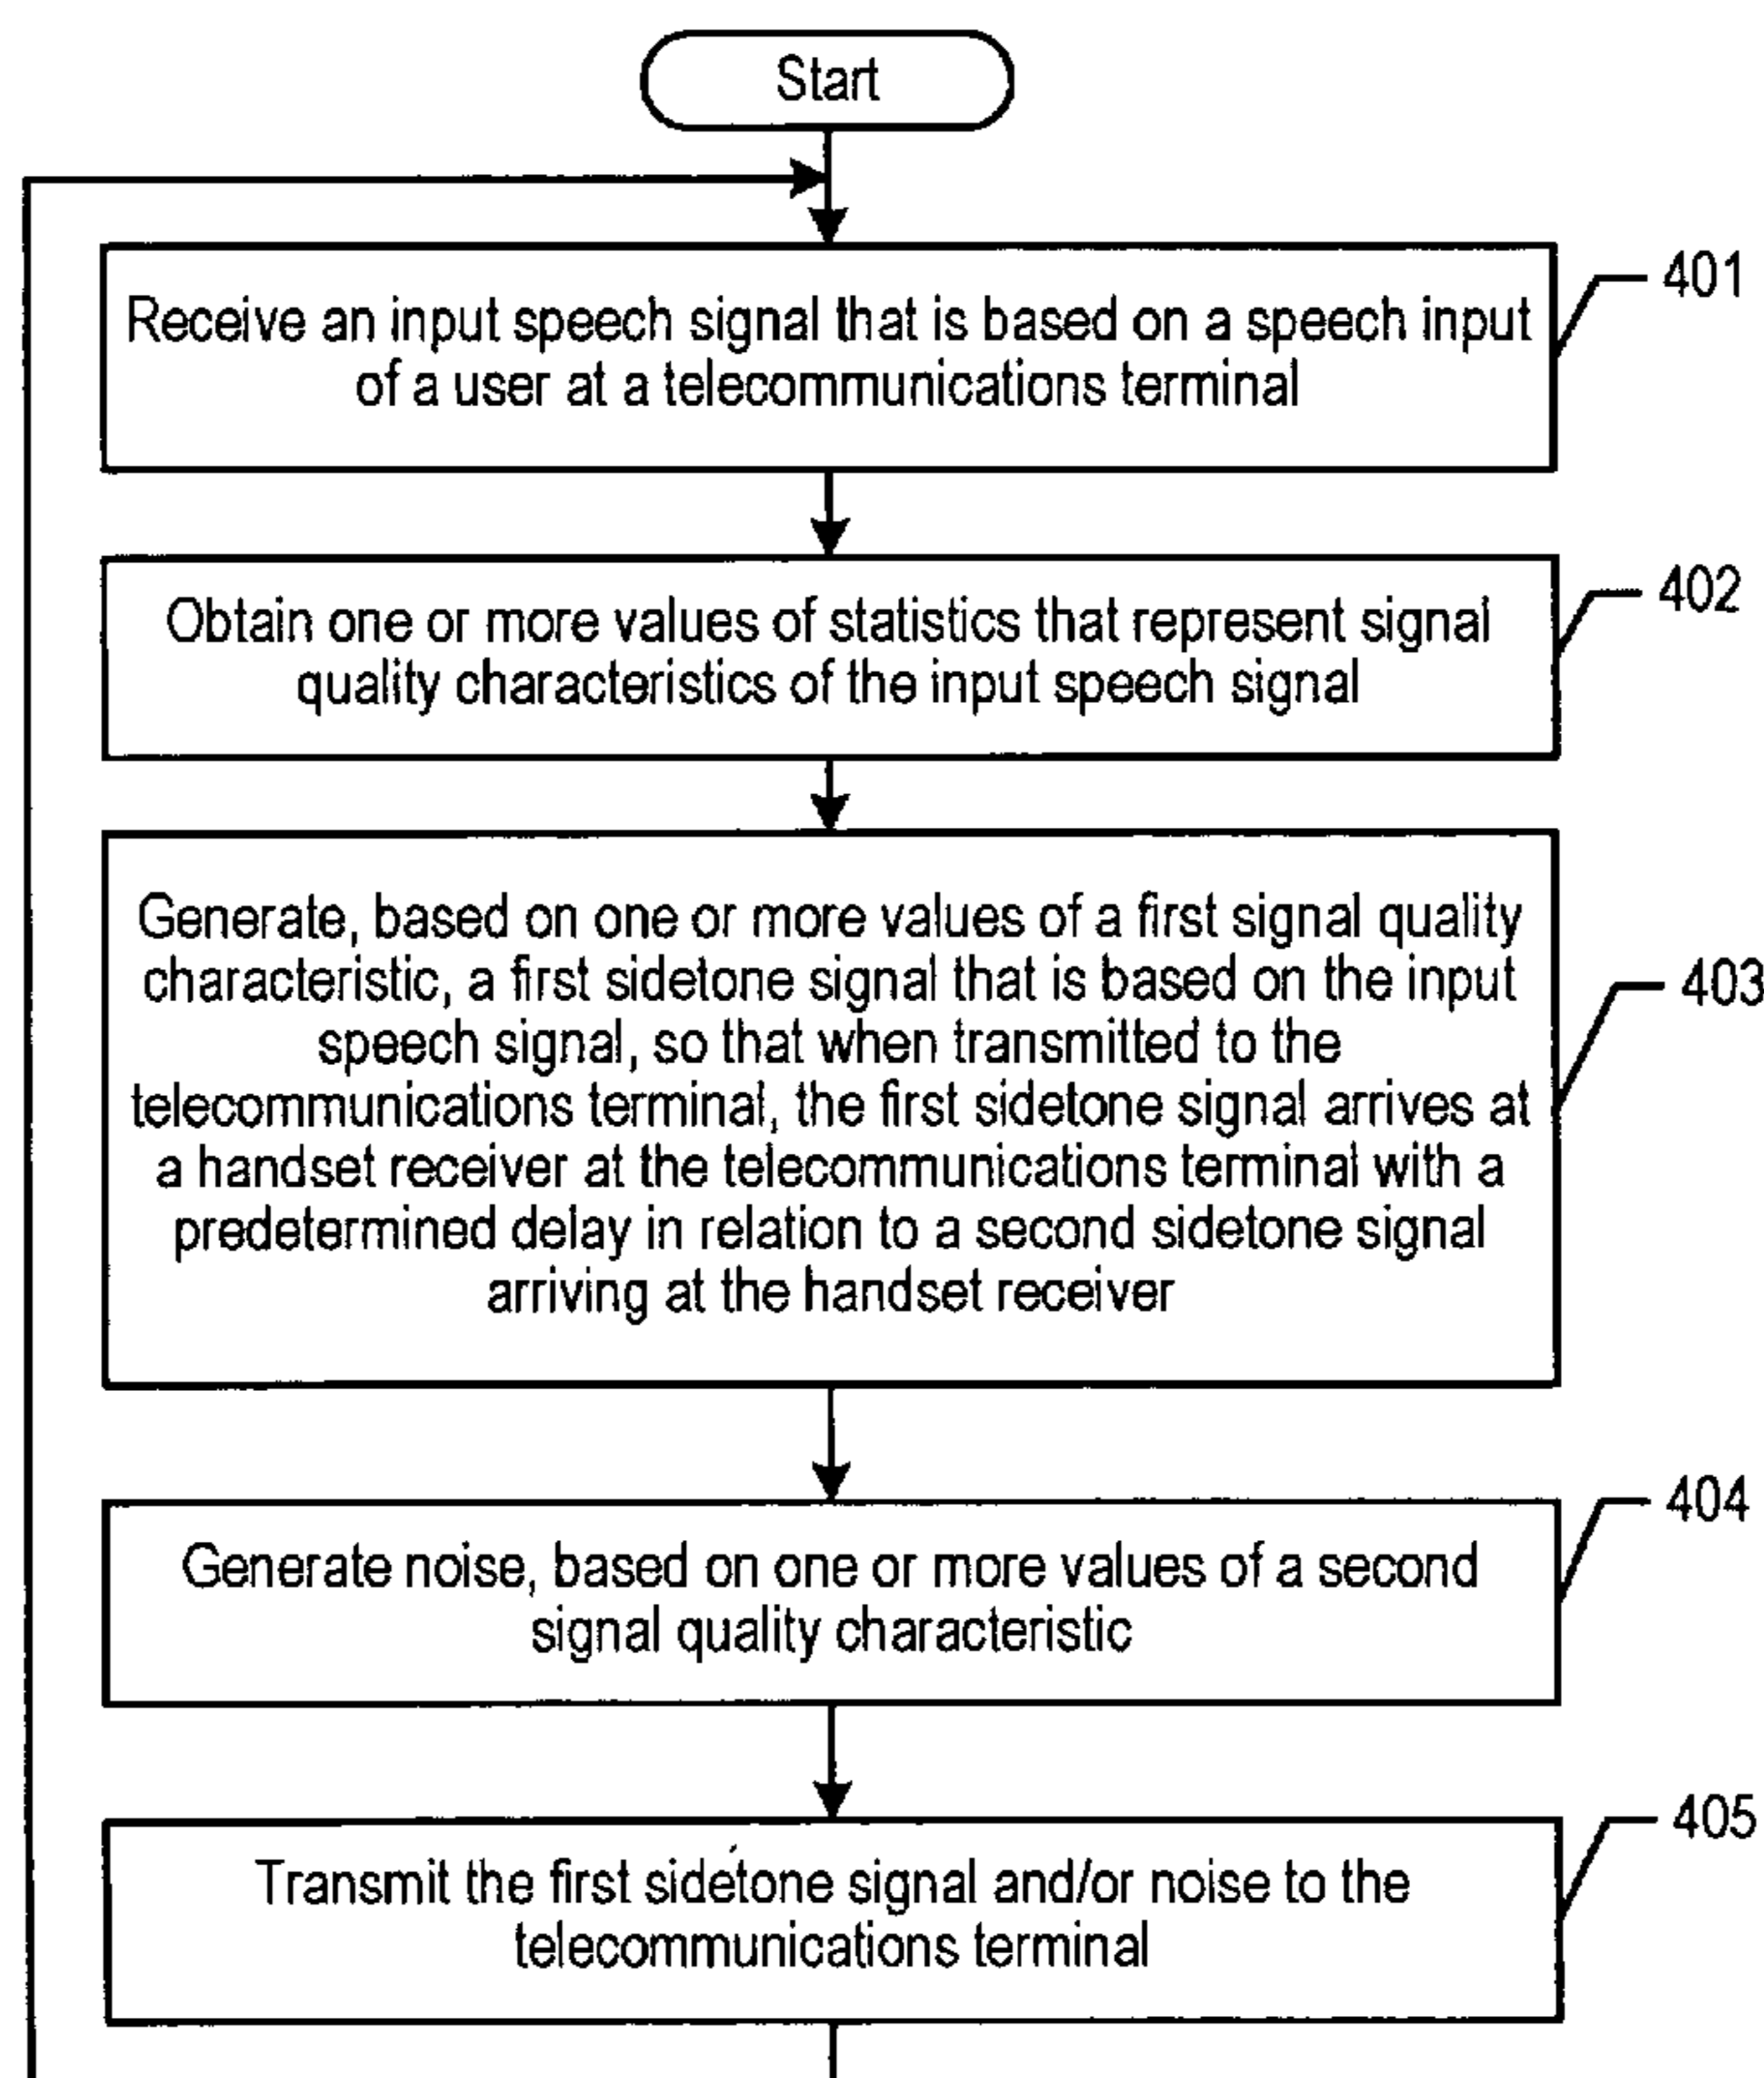 Start
401
Receive an input speech signal that is based on a speech input
of a user at a telecommunications terminal
402
Obtain one or more values of statistics that represent signal
quality characteristics of the input speech signal
Generate, based on one or more values of a first signal quality
characteristic, a first sidetone signal that is based on the input
403
speech signal, so that when transmitted to the
telecommunications terminal, the first sidetone signal arrives at
a handset receiver at the telecommunications terminal with a
predetermined delay in relation to a second sidetone signal
arriving at the handset receiver
404
Generate noise, based on one or more values of a second
signal quality characteristic
405
Transmit the first sidetone signal and/or noise to the
telecommunications terminal